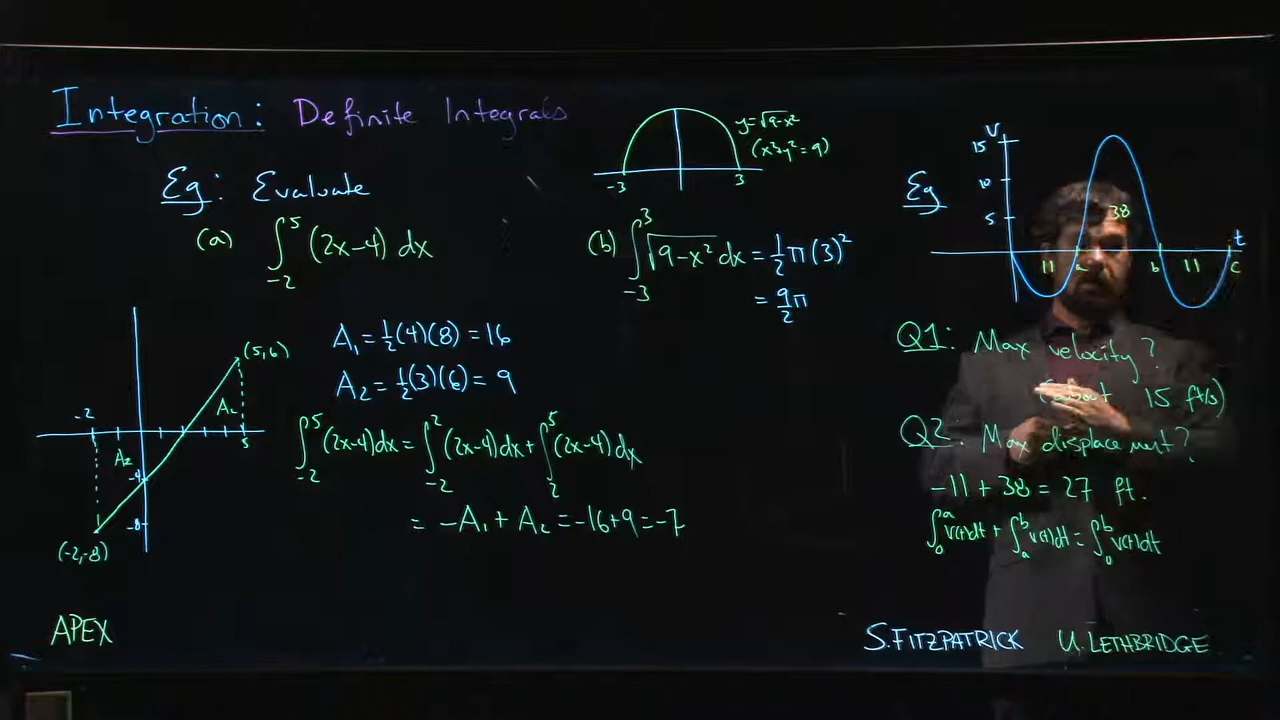 Integration: Definite Integrals
Eg: Evaluate
(a) ∫_{-2}^{5} (2x-4) dx
(5,6)
-2
A₁
5
A₂
-4
-8
(-2,-8)
A₁ = ½(4)(8) = 16
A₂ = ½(3)(6) = 9
∫_{-2}^{5} (2x-4)dx = ∫_{-2}^{2} (2x-4)dx + ∫_{2}^{5} (2x-4)dx
= -A₁ + A₂ = -16+9 = -7
y=√9-x²
(x²+y²=9)
-3 3
(b) ∫_{-3}^{3} √9-x² dx = ½π(3)²
= 9/2 π
Eg
V
15
10
5
38
t
11 a b 11 c
Q1: Max velocity?
(about 15 ft/s)
Q2: Max displacement?
-11 + 38 = 27 ft.
∫_{0}^{a} v(t)dt + ∫_{a}^{b} v(t)dt = ∫_{0}^{b} v(t)dt
APEX
S. FITZPATRICK U. LETHBRIDGE